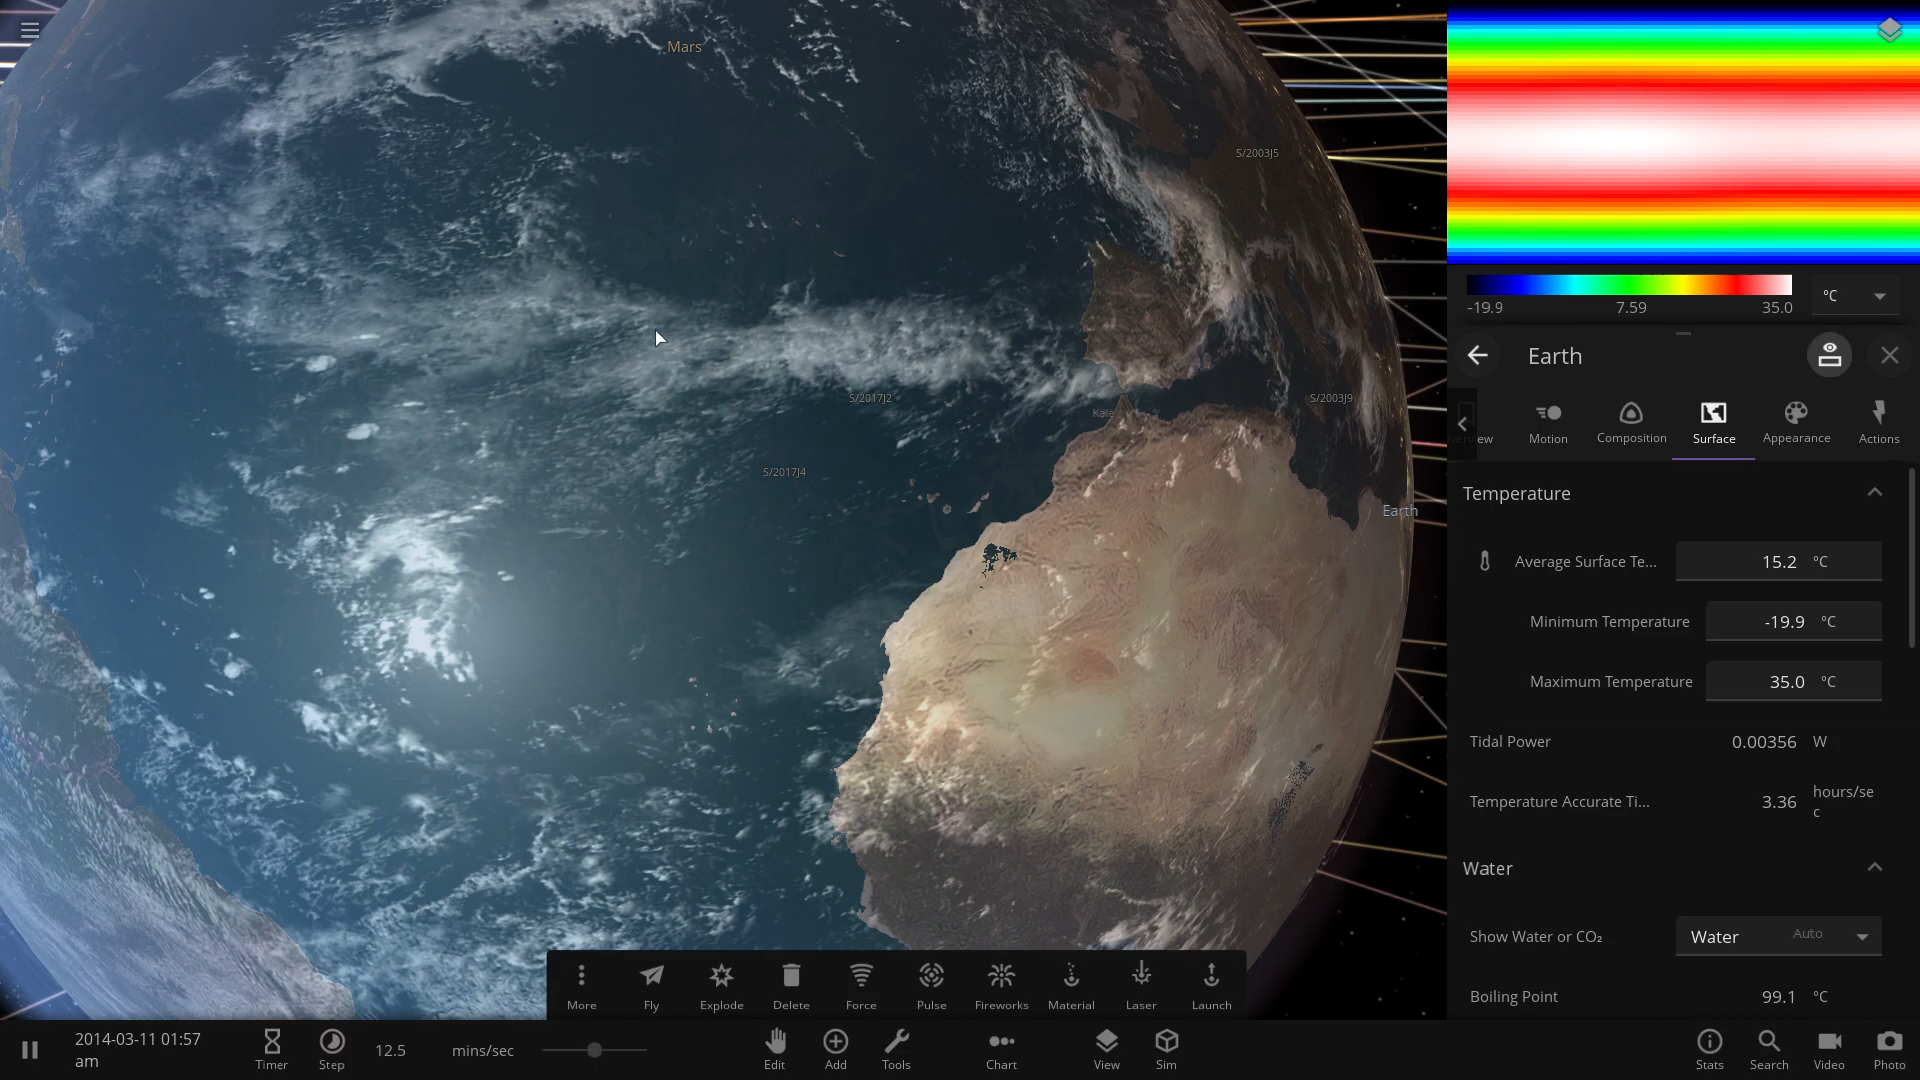 Mars
S/2003J5
S/2017J2
S/2003J9
Kale
S/2017J4
Earth
-19.9
7.59
35.0
°C
Earth
erview
Motion
Composition
Surface
Appearance
Actions
Temperature
Average Surface Te...
15.2 °C
Minimum Temperature
-19.9 °C
Maximum Temperature
35.0 °C
Tidal Power
0.00356 W
Temperature Accurate Ti...
3.36
hours/se
c
Water
Show Water or CO₂
Water
Auto
Boiling Point
99.1 °C
More
Fly
Explode
Delete
Force
Pulse
Fireworks
Material
Laser
Launch
2014-03-11 01:57
am
Timer
Step
12.5
mins/sec
Edit
Add
Tools
Chart
View
Sim
Stats
Search
Video
Photo